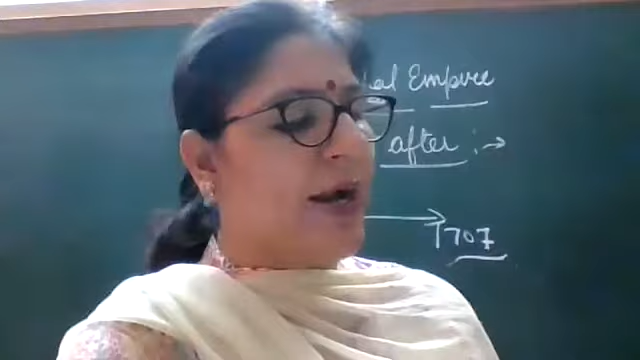 Empire
after :→
→ 1707